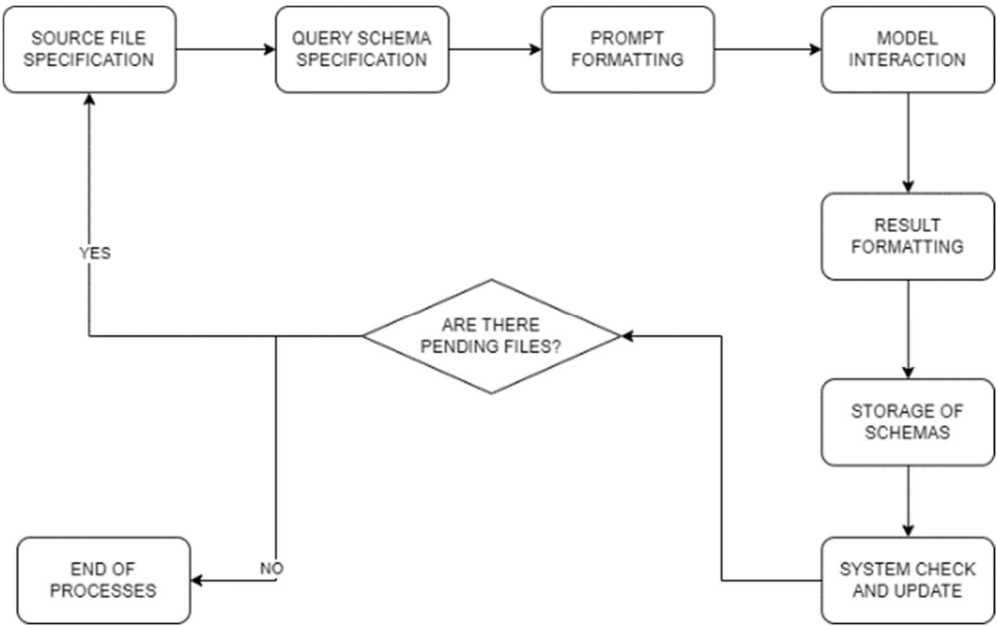 SOURCE FILE
SPECIFICATION
QUERY SCHEMA
SPECIFICATION
PROMPT
FORMATTING
MODEL
INTERACTION
RESULT
FORMATTING
YES
ARE THERE
PENDING FILES?
STORAGE OF
SCHEMAS
NO
END OF
PROCESSES
SYSTEM CHECK
AND UPDATE